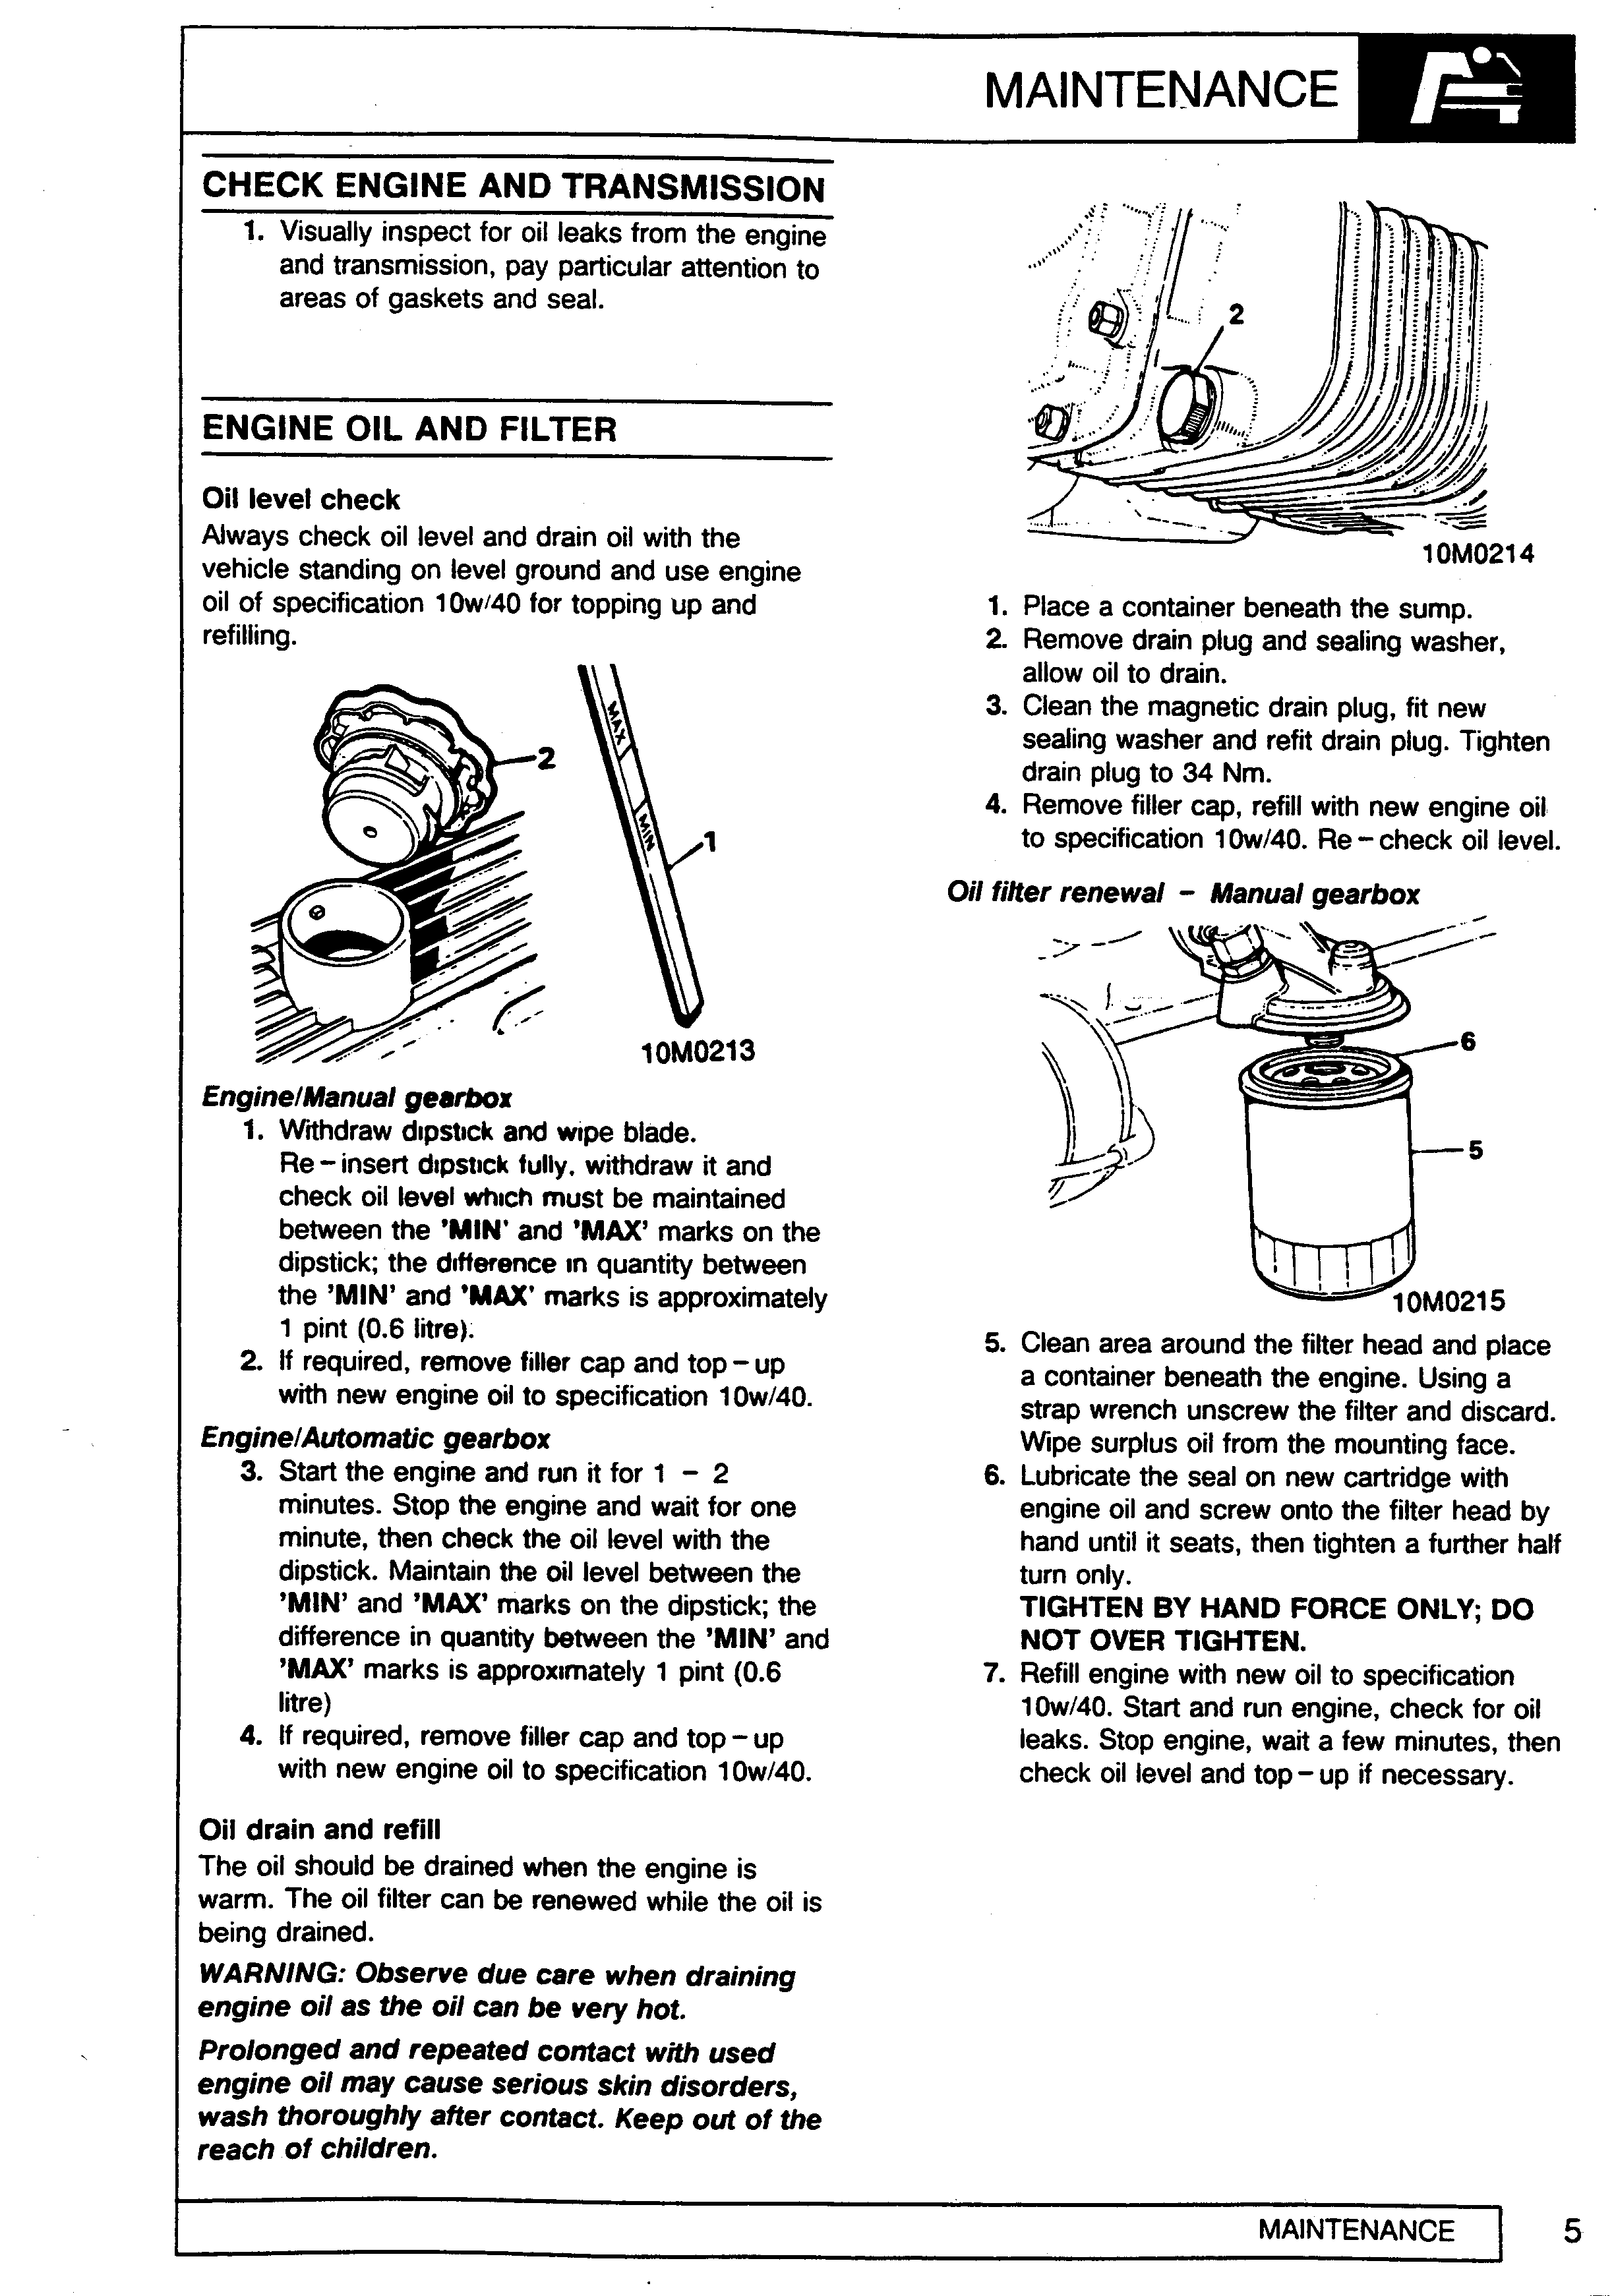 MAINTENANCE
CHECK ENGINE AND TRANSMISSION
1. Visually inspect for oil leaks from the engine
and transmission, pay particular attention to
areas of gaskets and seal.
ENGINE OIL AND FILTER
Oil level check
Always check oil level and drain oil with the
vehicle standing on level ground and use engine
oil of specification 10w/40 for topping up and
refilling.
MAX
MIN
2
1
10M0213
Engine/Manual gearbox
1. Withdraw dipstick and wipe blade.
Re – insert dipstick fully, withdraw it and
check oil level which must be maintained
between the 'MIN' and 'MAX' marks on the
dipstick; the difference in quantity between
the 'MIN' and 'MAX' marks is approximately
1 pint (0.6 litre).
2. If required, remove filler cap and top – up
with new engine oil to specification 10w/40.
Engine/Automatic gearbox
3. Start the engine and run it for 1 – 2
minutes. Stop the engine and wait for one
minute, then check the oil level with the
dipstick. Maintain the oil level between the
'MIN' and 'MAX' marks on the dipstick; the
difference in quantity between the 'MIN' and
'MAX' marks is approximately 1 pint (0.6
litre)
4. If required, remove filler cap and top – up
with new engine oil to specification 10w/40.
Oil drain and refill
The oil should be drained when the engine is
warm. The oil filter can be renewed while the oil is
being drained.
WARNING: Observe due care when draining
engine oil as the oil can be very hot.
Prolonged and repeated contact with used
engine oil may cause serious skin disorders,
wash thoroughly after contact. Keep out of the
reach of children.
2
10M0214
1. Place a container beneath the sump.
2. Remove drain plug and sealing washer,
allow oil to drain.
3. Clean the magnetic drain plug, fit new
sealing washer and refit drain plug. Tighten
drain plug to 34 Nm.
4. Remove filler cap, refill with new engine oil
to specification 10w/40. Re – check oil level.
Oil filter renewal – Manual gearbox
6
5
10M0215
5. Clean area around the filter head and place
a container beneath the engine. Using a
strap wrench unscrew the filter and discard.
Wipe surplus oil from the mounting face.
6. Lubricate the seal on new cartridge with
engine oil and screw onto the filter head by
hand until it seats, then tighten a further half
turn only.
TIGHTEN BY HAND FORCE ONLY; DO
NOT OVER TIGHTEN.
7. Refill engine with new oil to specification
10w/40. Start and run engine, check for oil
leaks. Stop engine, wait a few minutes, then
check oil level and top – up if necessary.
MAINTENANCE 5